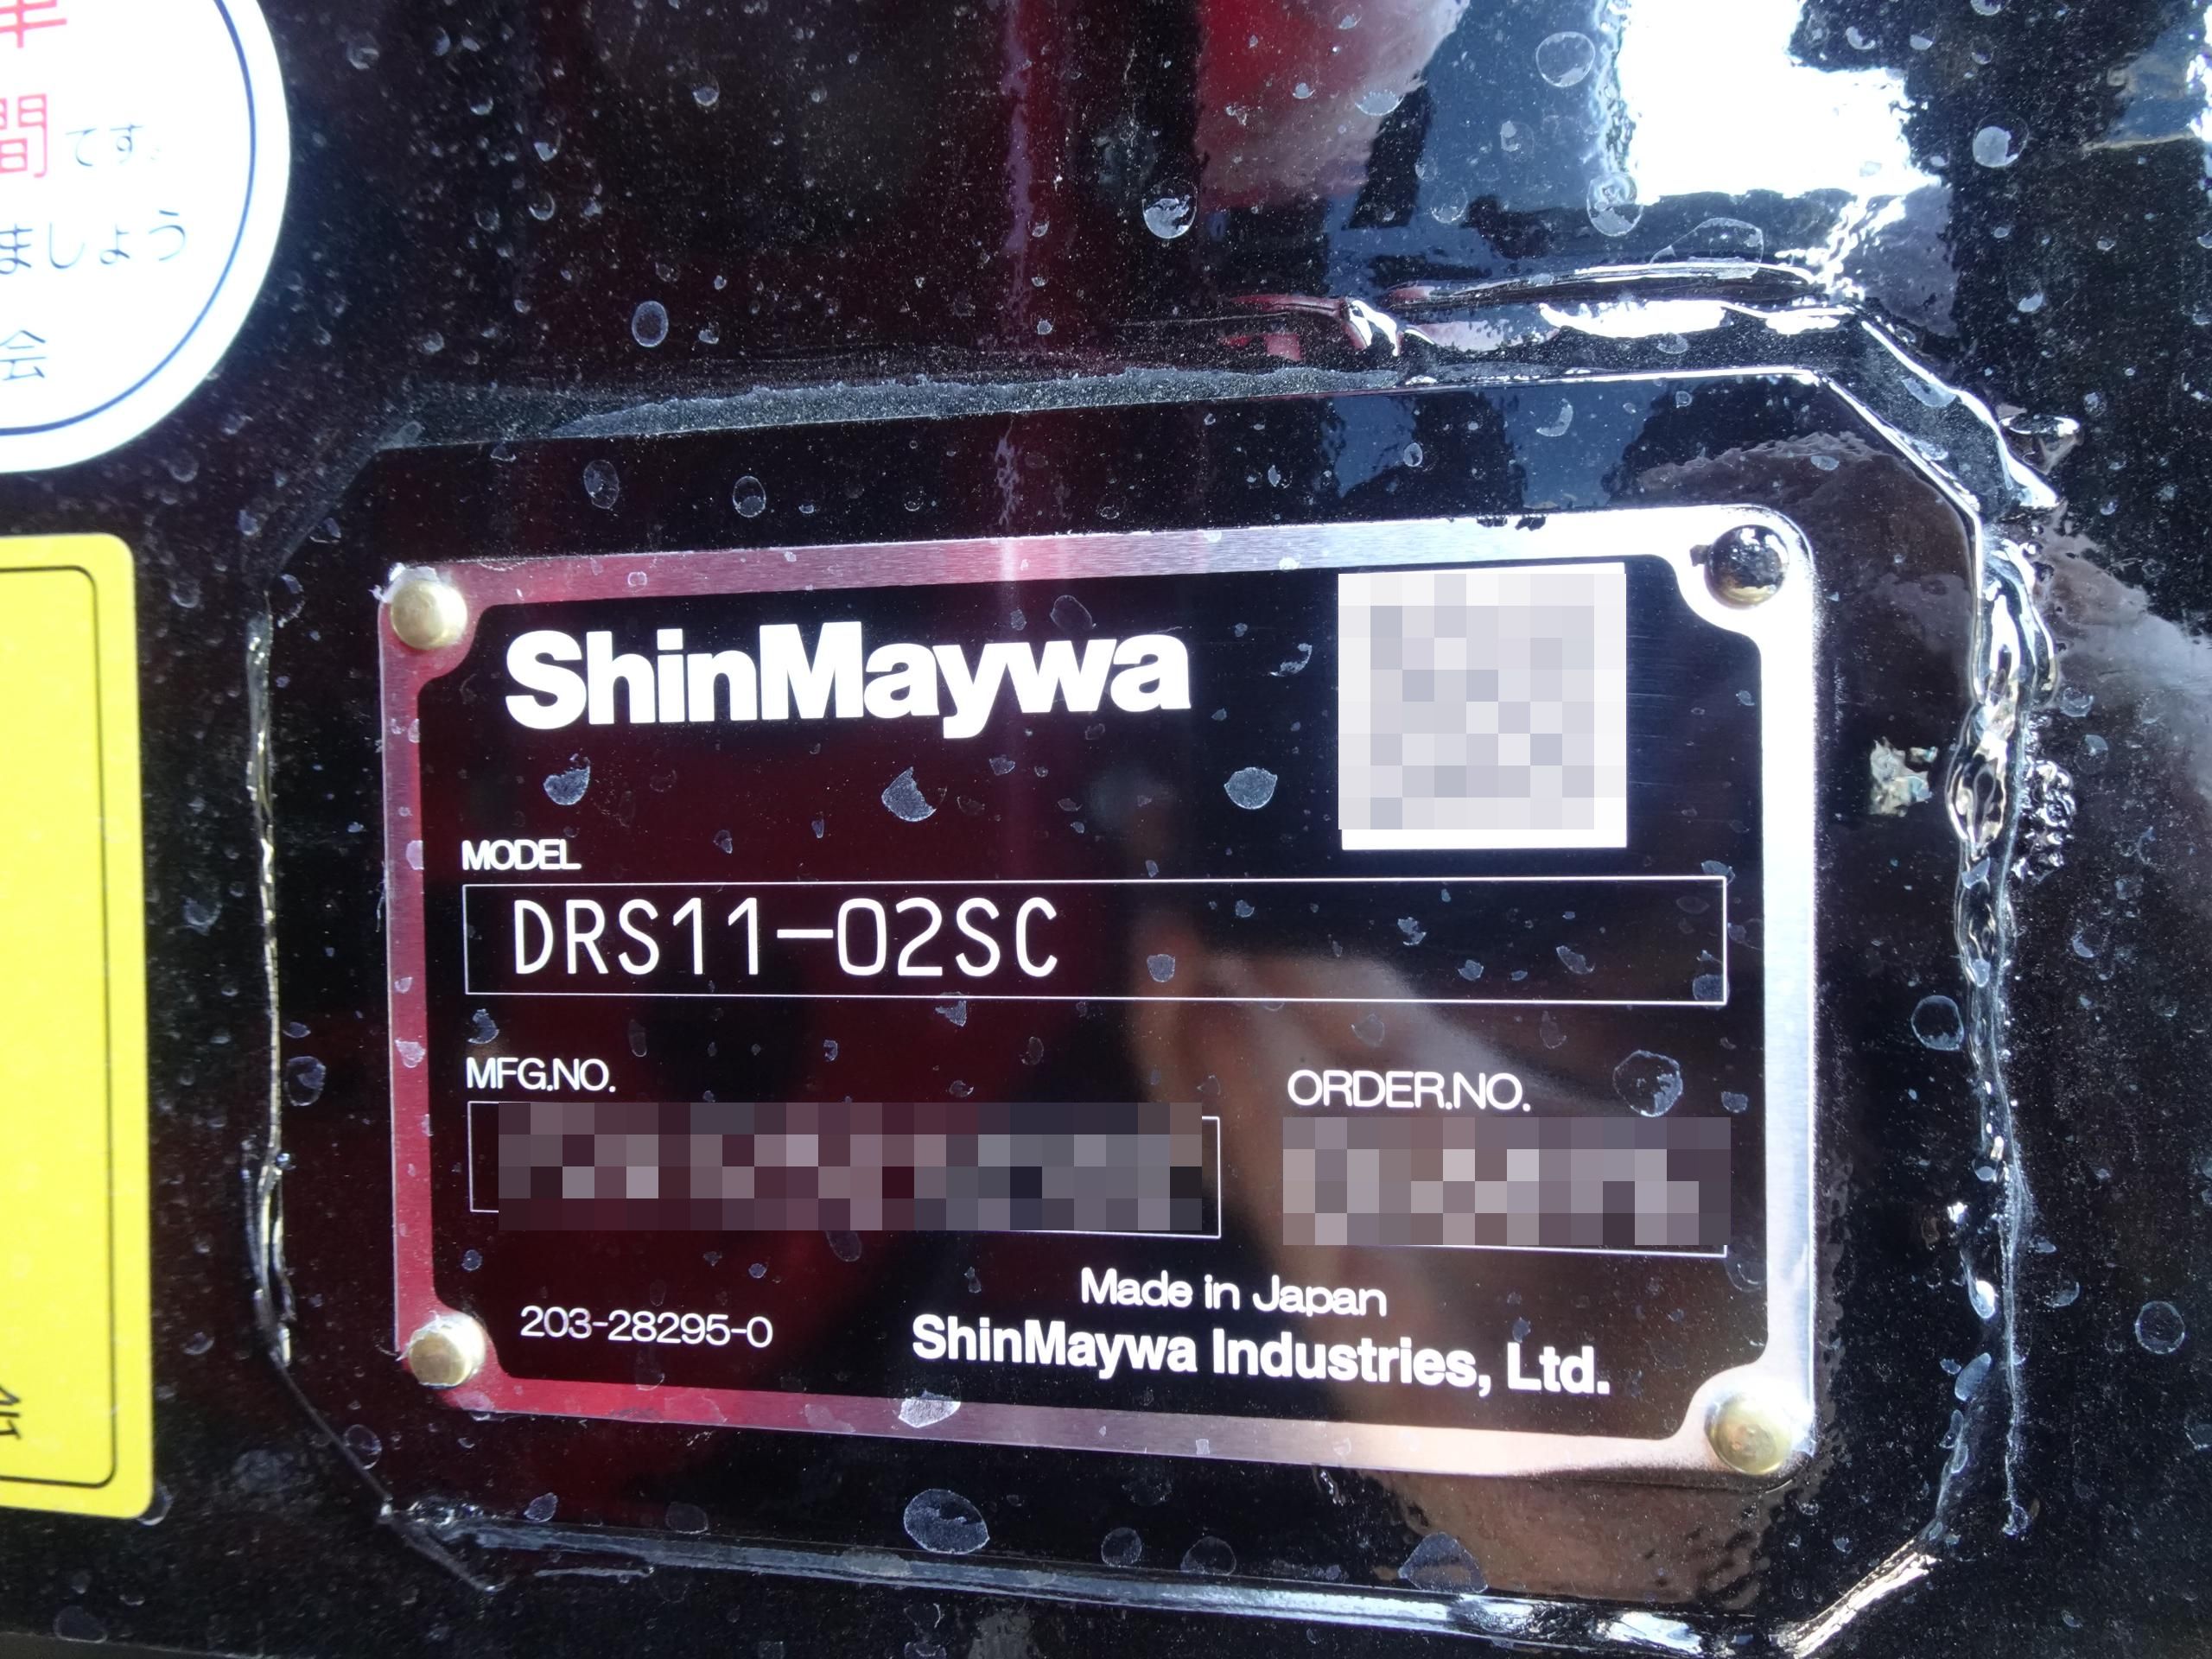 間です。
ましょう
会
ShinMaywa
MODEL
DRS11-02SC
MFG.NO.
ORDER.NO.
Made in Japan
203-28295-0
ShinMaywa Industries, Ltd.